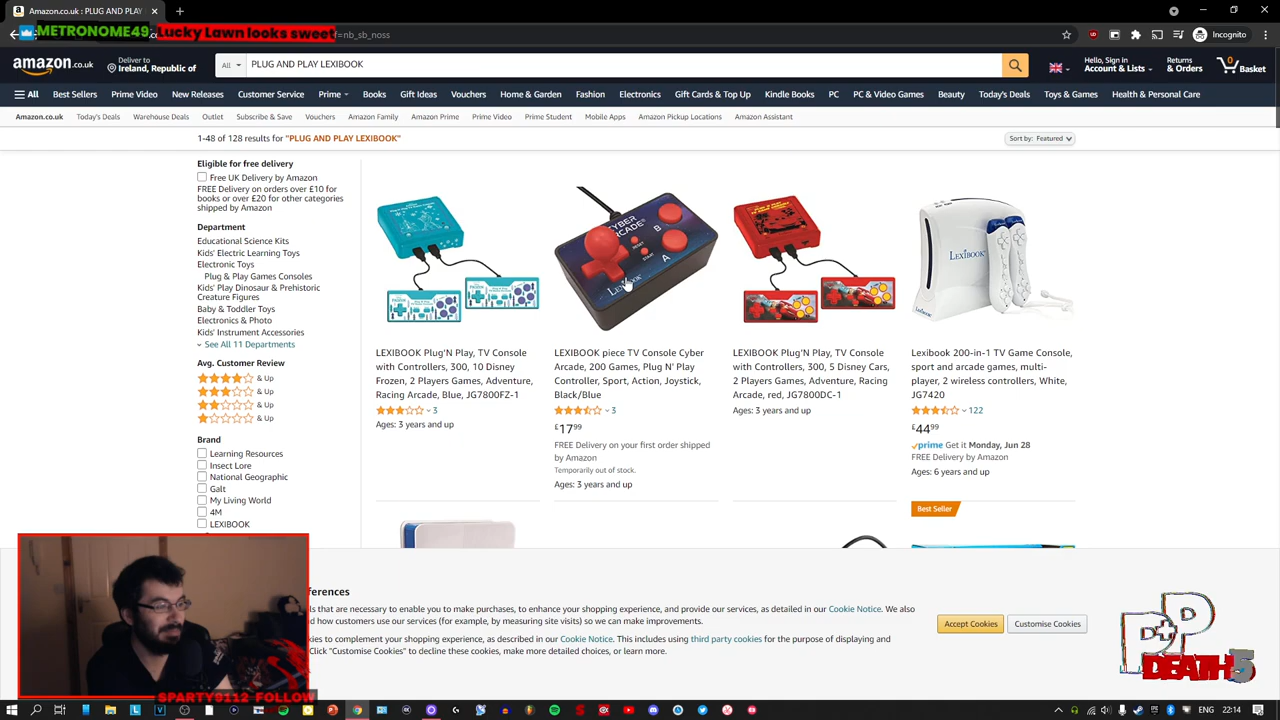 METRONOME49: Lucky Lawn looks sweet
=nb_sb_noss
Incognito
amazon.co.uk
Deliver to
Ireland, Republic of
All
PLUG AND PLAY LEXIBOOK
Hello, Sign in
Account & Lists
Returns
& Orders
0
Basket
All
Best Sellers
Prime Video
New Releases
Customer Service
Prime
Books
Gift Ideas
Vouchers
Home & Garden
Fashion
Electronics
Gift Cards & Top Up
Kindle Books
PC
PC & Video Games
Beauty
Today's Deals
Toys & Games
Health & Personal Care
Amazon.co.uk
Today's Deals
Warehouse Deals
Outlet
Subscribe & Save
Vouchers
Amazon Family
Amazon Prime
Prime Video
Prime Student
Mobile Apps
Amazon Pickup Locations
Amazon Assistant
1-48 of 128 results for "PLUG AND PLAY LEXIBOOK"
Sort by: Featured
Eligible for free delivery
Free UK Delivery by Amazon
FREE Delivery on orders over £10 for
books or over £20 for other categories
shipped by Amazon
Department
Educational Science Kits
Kids' Electric Learning Toys
Electronic Toys
Plug & Play Games Consoles
Kids' Play Dinosaur & Prehistoric
Creature Figures
Baby & Toddler Toys
Electronics & Photo
Kids' Instrument Accessories
See All 11 Departments
Avg. Customer Review
& Up
& Up
& Up
& Up
Brand
Learning Resources
Insect Lore
National Geographic
Galt
My Living World
4M
LEXIBOOK
CYBER
ARCADE
B
A
LEXIBOOK
LEXIBOOK
LEXIBOOK Plug'N Play, TV Console
with Controllers, 300, 10 Disney
Frozen, 2 Players Games, Adventure,
Racing Arcade, Blue, JG7800FZ-1
3
Ages: 3 years and up
LEXIBOOK piece TV Console Cyber
Arcade, 200 Games, Plug N' Play
Controller, Sport, Action, Joystick,
Black/Blue
3
£17.99
FREE Delivery on your first order shipped
by Amazon
Temporarily out of stock.
Ages: 3 years and up
LEXIBOOK Plug'N Play, TV Console
with Controllers, 300, 5 Disney Cars,
2 Players Games, Adventure, Racing
Arcade, red, JG7800DC-1
Ages: 3 years and up
Lexibook 200-in-1 TV Game Console,
sport and arcade games, multi-
player, 2 wireless controllers, White,
JG7420
122
£44.99
prime Get it Monday, Jun 28
FREE Delivery by Amazon
Ages: 6 years and up
Best Seller
ferences
ls that are necessary to enable you to make purchases, to enhance your shopping experience, and provide our services, as detailed in our Cookie Notice. We also
d how customers use our services (for example, by measuring site visits) so we can make improvements.
kies to complement your shopping experience, as described in our Cookie Notice. This includes using third party cookies for the purpose of displaying and
Click "Customise Cookies" to decline these cookies, make more detailed choices, or learn more.
Accept Cookies
Customise Cookies
DEATH5
SPARTY9112 FOLLOW
ENG
22:14